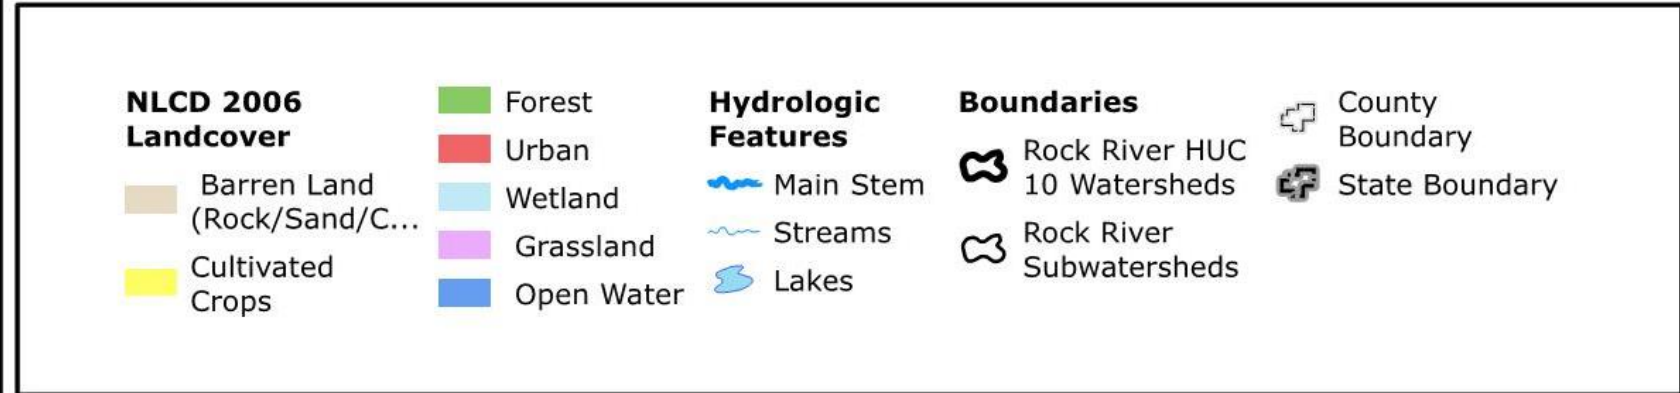 NLCD 2006
Landcover
Barren Land
(Rock/Sand/C...
Cultivated
Crops
Forest
Urban
Wetland
Grassland
Open Water
Hydrologic
Features
Main Stem
Streams
Lakes
Boundaries
Rock River HUC
10 Watersheds
Rock River
Subwatersheds
County
Boundary
State Boundary